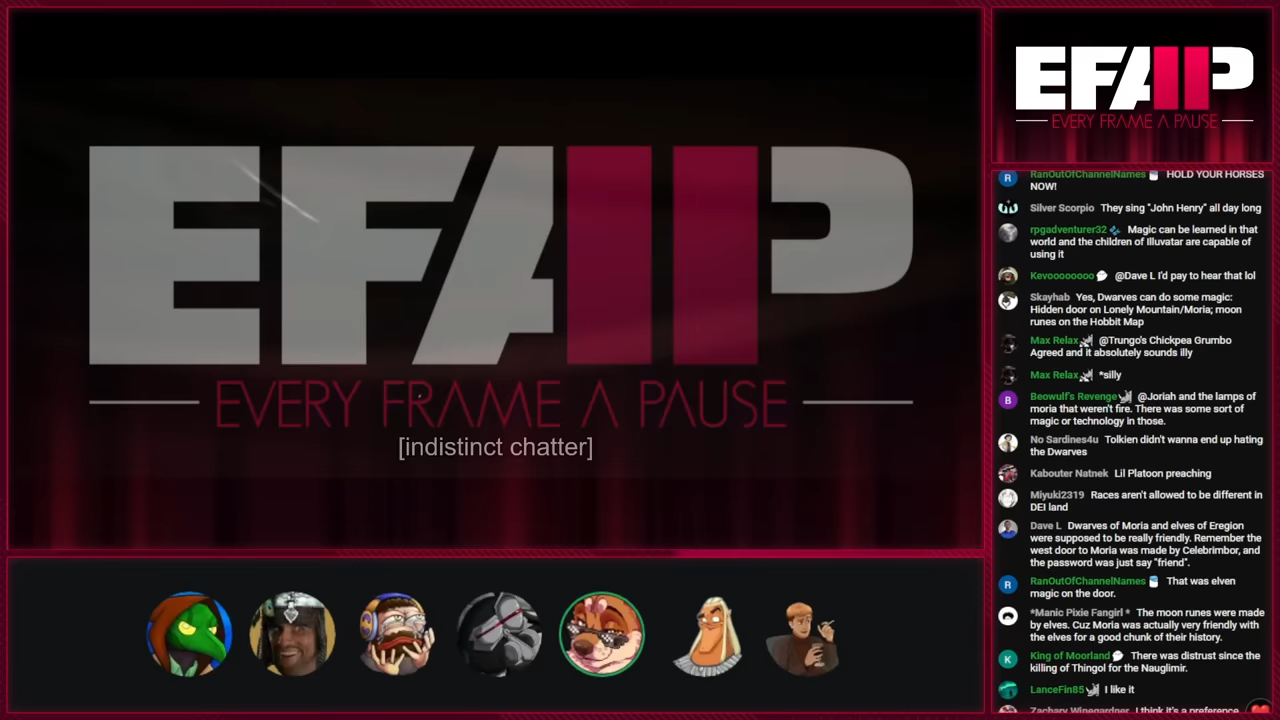 EFAP
EVERY FRAME A PAUSE
[indistinct chatter]
EFAP
EVERY FRAME A PAUSE
RanOutOfChannelNames HOLD YOUR HORSES
NOW!
Silver Scorpio They sing "John Henry" all day long
rpgadventurer32 Magic can be learned in that
world and the children of Illuvatar are capable of
using it
Kevoooooooo @Dave L I'd pay to hear that lol
Skayhab Yes, Dwarves can do some magic:
Hidden door on Lonely Mountain/Moria; moon
runes on the Hobbit Map
Max Relax @Trungo's Chickpea Grumbo
Agreed and it absolutely sounds illy
Max Relax *silly
Beowulf's Revenge @Joriah and the lamps of
moria that weren't fire. There was some sort of
magic or technology in those.
No Sardines4u Tolkien didn't wanna end up hating
the Dwarves
Kabouter Natnek Lil Platoon preaching
Miyuki2319 Races aren't allowed to be different in
DEI land
Dave L Dwarves of Moria and elves of Eregion
were supposed to be really friendly. Remember the
west door to Moria was made by Celebrimbor, and
the password was just say "friend".
RanOutOfChannelNames That was elven
magic on the door.
*Manic Pixie Fangirl * The moon runes were made
by elves. Cuz Moria was actually very friendly with
the elves for a good chunk of their history.
King of Moorland There was distrust since the
killing of Thingol for the Nauglimir.
LanceFin85 I like it
Zachary Winegardner I think it's a preference